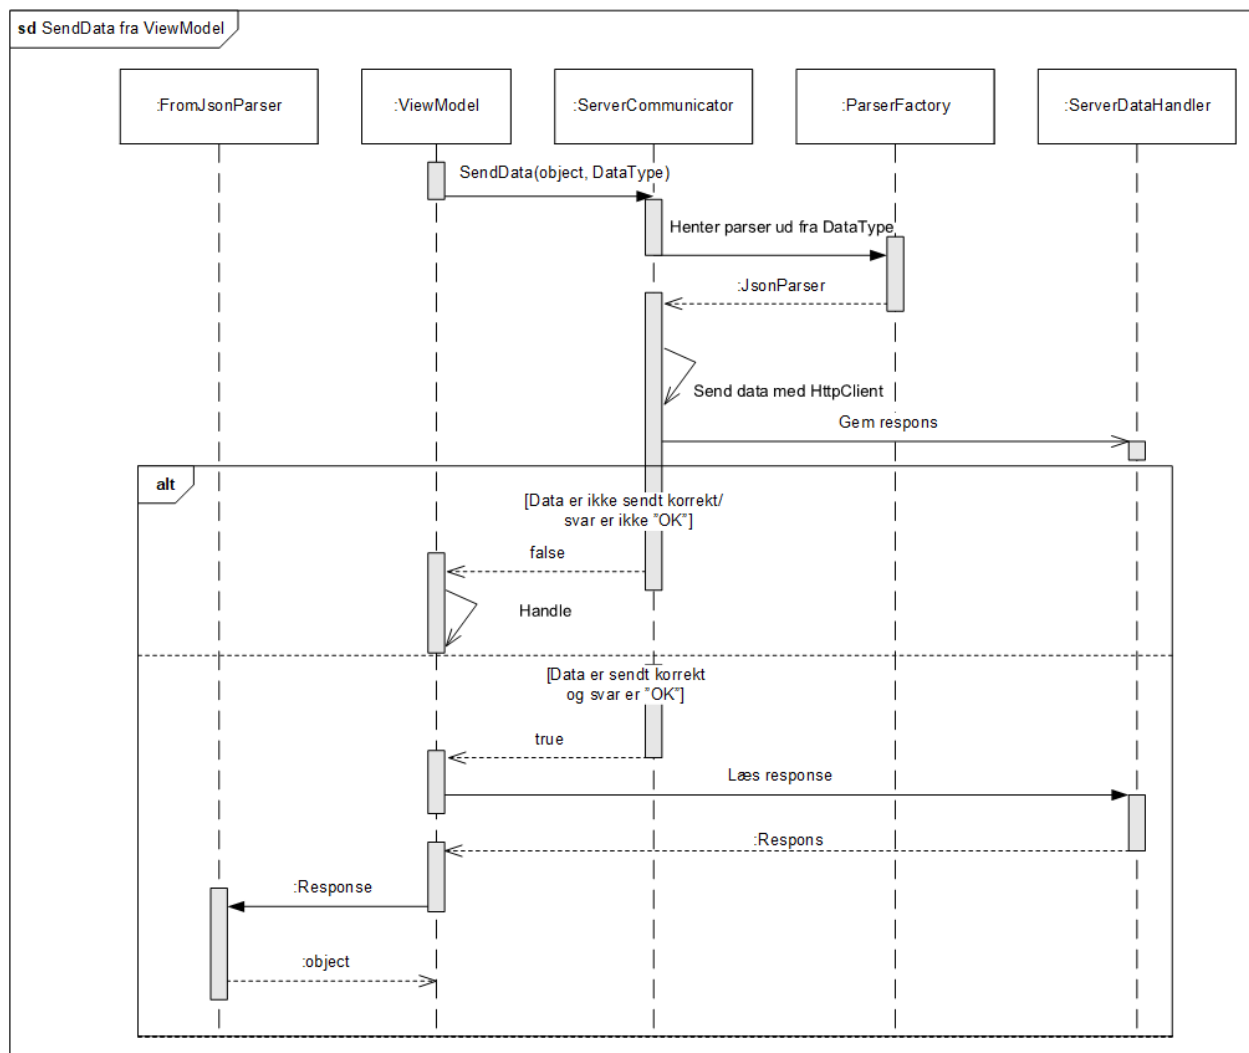 sd SendData fra ViewModel
:FromJsonParser
:ViewModel
:ServerCommunicator
:ParserFactory
:ServerDataHandler
SendData(object, DataType)
Henter parser ud fra DataType
:JsonParser
Send data med HttpClient
Gem respons
alt
[Data er ikke sendt korrekt/
svar er ikke ”OK”]
false
Handle
[Data er sendt korrekt
og svar er ”OK”]
true
Læs response
:Respons
:Response
:object